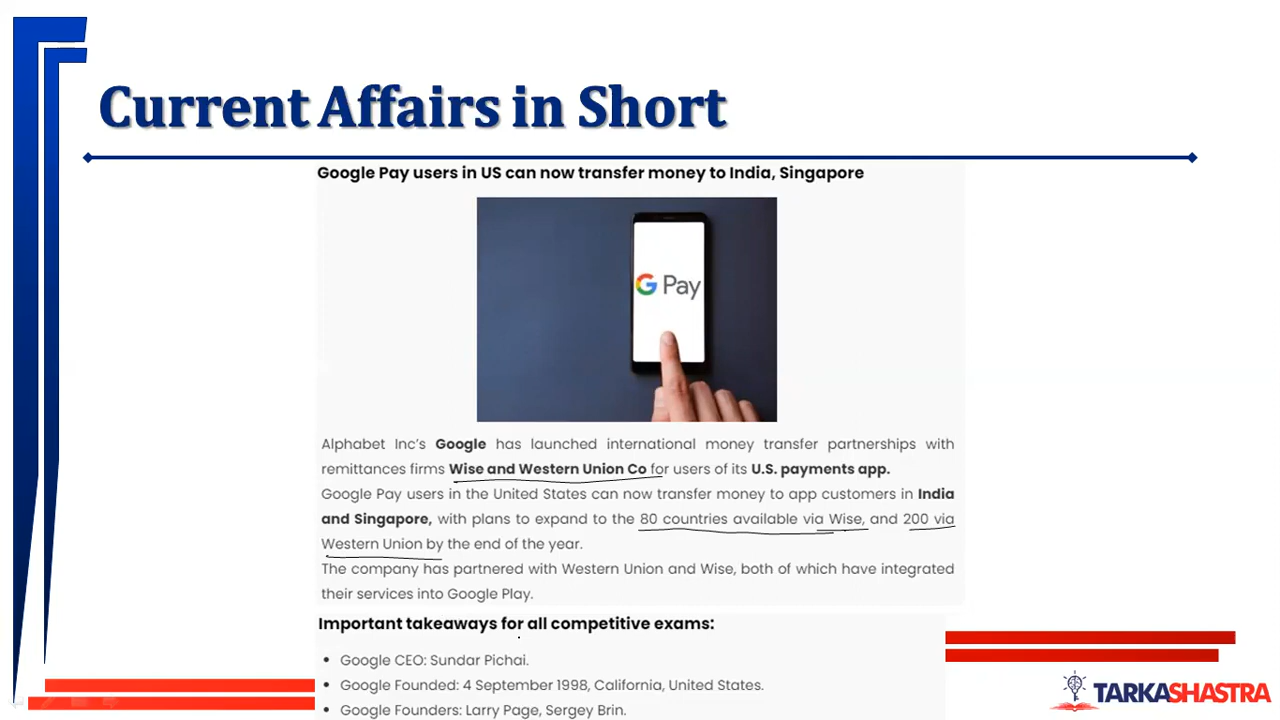 Current Affairs in Short
Google Pay users in US can now transfer money to India, Singapore
G Pay
Alphabet Inc's Google has launched international money transfer partnerships with
remittances firms Wise and Western Union Co for users of its U.S. payments app.
Google Pay users in the United States can now transfer money to app customers in India
and Singapore, with plans to expand to the 80 countries available via Wise, and 200 via
Western Union by the end of the year.
The company has partnered with Western Union and Wise, both of which have integrated
their services into Google Play.
Important takeaways for all competitive exams:
• Google CEO: Sundar Pichai.
• Google Founded: 4 September 1998, California, United States.
• Google Founders: Larry Page, Sergey Brin.
TARKASHASTRA